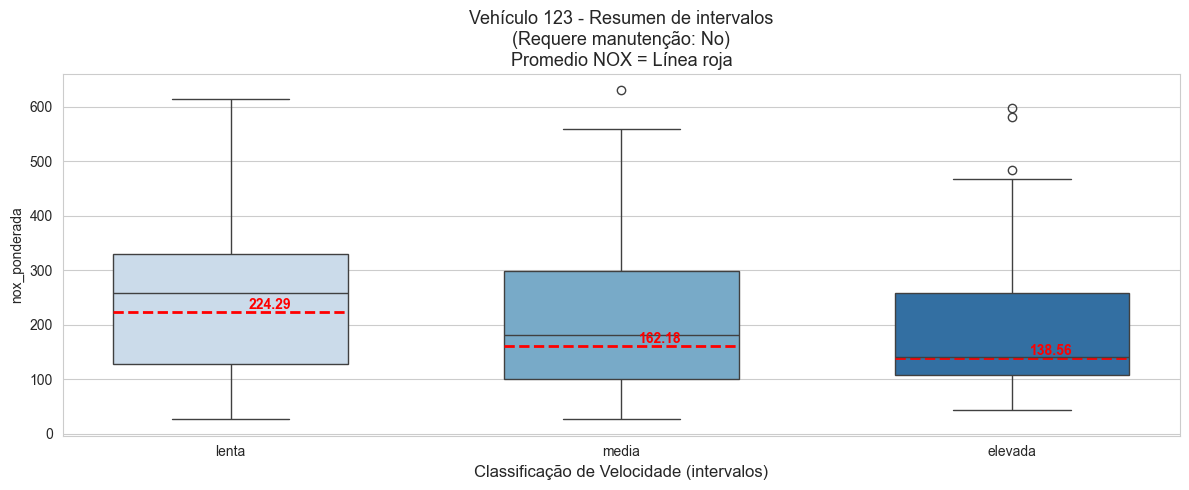 Vehículo 123 - Resumen de intervalos
(Requere manutenção: No)
Promedio NOX = Línea roja
nox_ponderada
600
500
400
300
200
100
0
224.29
162.18
138.56
lenta
media
elevada
Classificação de Velocidade (intervalos)